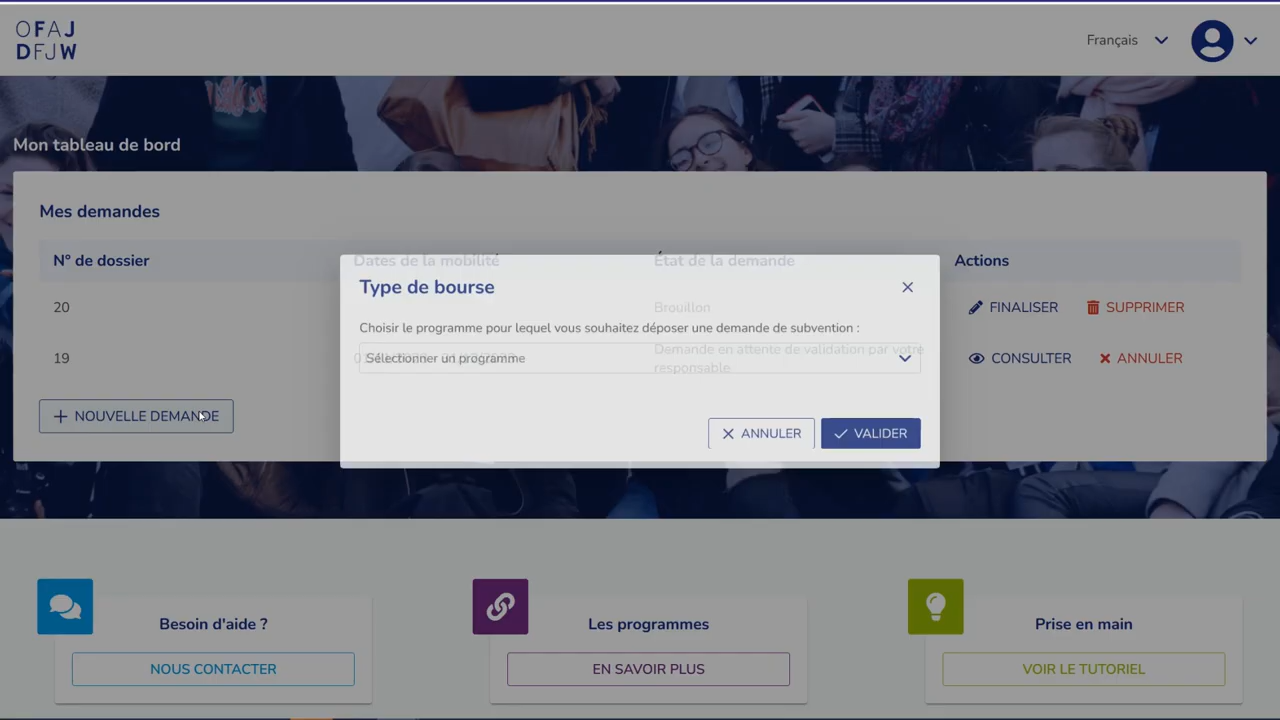 OFAJ
DFJW
Français
Mon tableau de bord
Mes demandes
N° de dossier
Dates de la mobilité
État de la demande
Actions
Type de bourse
20
Brouillon
FINALISER
SUPPRIMER
Choisir le programme pour lequel vous souhaitez déposer une demande de subvention :
19
Sélectionner un programme
Demande en attente de validation par votre
responsable
CONSULTER
ANNULER
NOUVELLE DEMANDE
ANNULER
VALIDER
Besoin d'aide ?
NOUS CONTACTER
Les programmes
EN SAVOIR PLUS
Prise en main
VOIR LE TUTORIEL